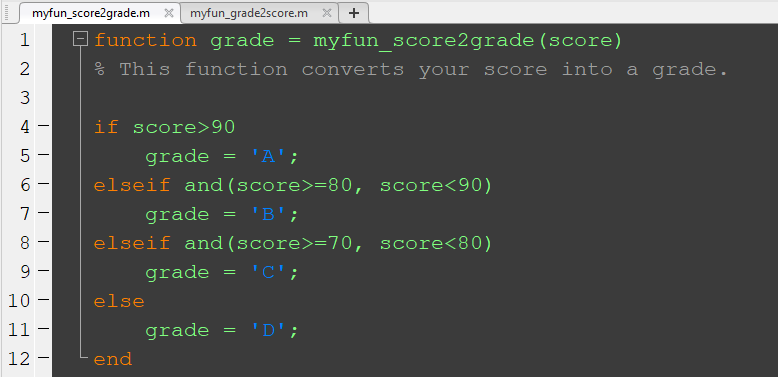 myfun_score2grade.m × myfun_grade2score.m × +
1 function grade = myfun_score2grade(score)
2 % This function converts your score into a grade.
3
4 – if score>90
5 – grade = 'A';
6 – elseif and(score>=80, score<90)
7 – grade = 'B';
8 – elseif and(score>=70, score<80)
9 – grade = 'C';
10 – else
11 – grade = 'D';
12 – end